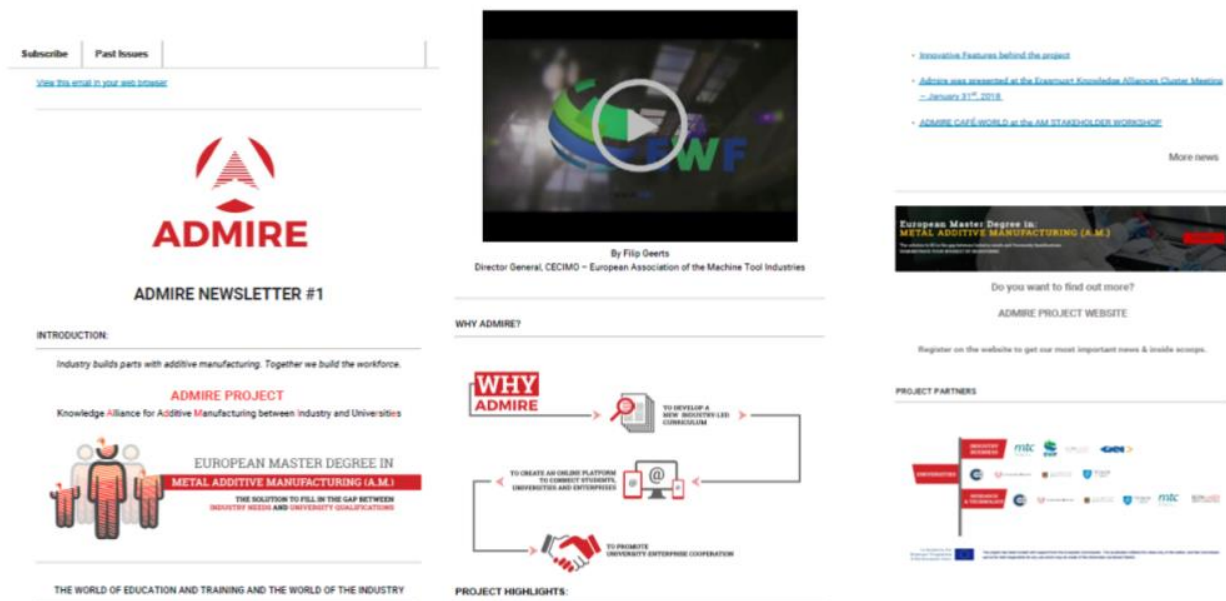 Subscribe
Past Issues
View this email in your web browser
ADMIRE
ADMIRE NEWSLETTER #1
INTRODUCTION:
Industry builds parts with additive manufacturing. Together we build the workforce.
ADMIRE PROJECT
Knowledge Alliance for Additive Manufacturing between Industry and Universities
EUROPEAN MASTER DEGREE IN
METAL ADDITIVE MANUFACTURING (A.M.)
THE SOLUTION TO FILL IN THE GAP BETWEEN
INDUSTRY NEEDS AND UNIVERSITY QUALIFICATIONS
THE WORLD OF EDUCATION AND TRAINING AND THE WORLD OF THE INDUSTRY
EWF
By Filip Geerts
Director General, CECIMO – European Association of the Machine Tool Industries
WHY ADMIRE?
WHY
ADMIRE
TO DEVELOP A
NEW INDUSTRY-LED
CURRICULUM
TO CREATE AN ONLINE PLATFORM
TO CONNECT STUDENTS,
UNIVERSITIES AND ENTERPRISES
@
TO PROMOTE
UNIVERSITY-ENTERPRISE COOPERATION
PROJECT HIGHLIGHTS:
Innovative Features behind the project
Admire was presented at the Erasmus+ Knowledge Alliances Cluster Meeting
– January 31st, 2018
ADMIRE CAFÉ-WORLD at the AM STAKEHOLDER WORKSHOP
More news
European Master Degree in:
METAL ADDITIVE MANUFACTURING (A.M.)
Do you want to find out more?
ADMIRE PROJECT WEBSITE
Register on the website to get our most important news & inside scoops.
PROJECT PARTNERS
INDUSTRY
BUSINESS
mtc
EWF
UNIVERSITIES
RESEARCH
& TECHNOLOGY
mtc